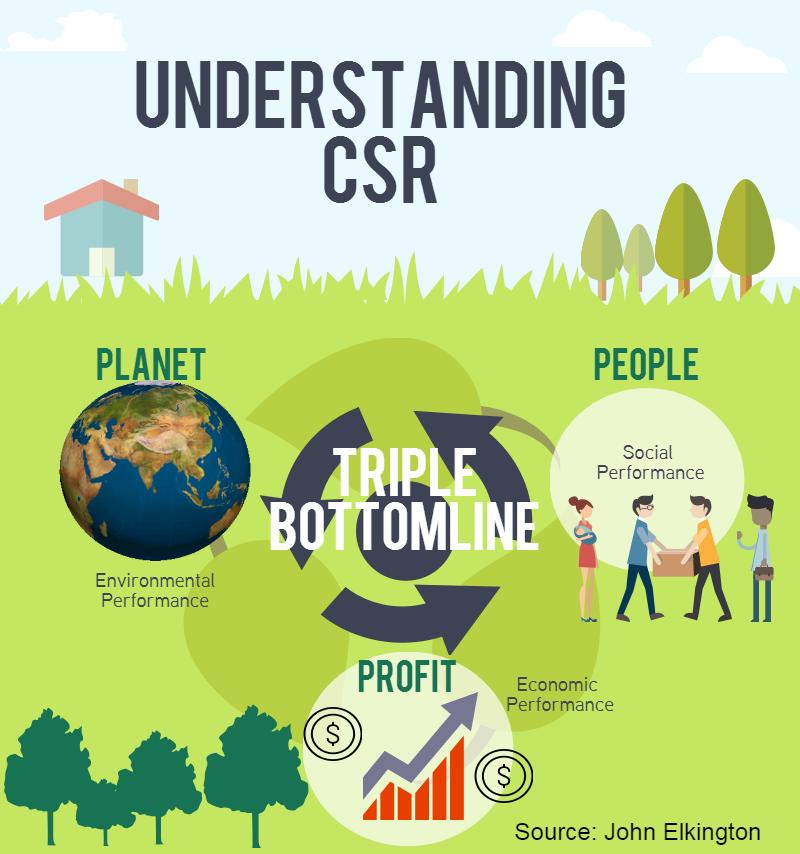 UNDERSTANDING
CSR
PLANET
PEOPLE
Social
Performance
TRIPLE
BOTTOMLINE
Environmental
Performance
PROFIT
Economic
Performance
$
$
Source: John Elkington